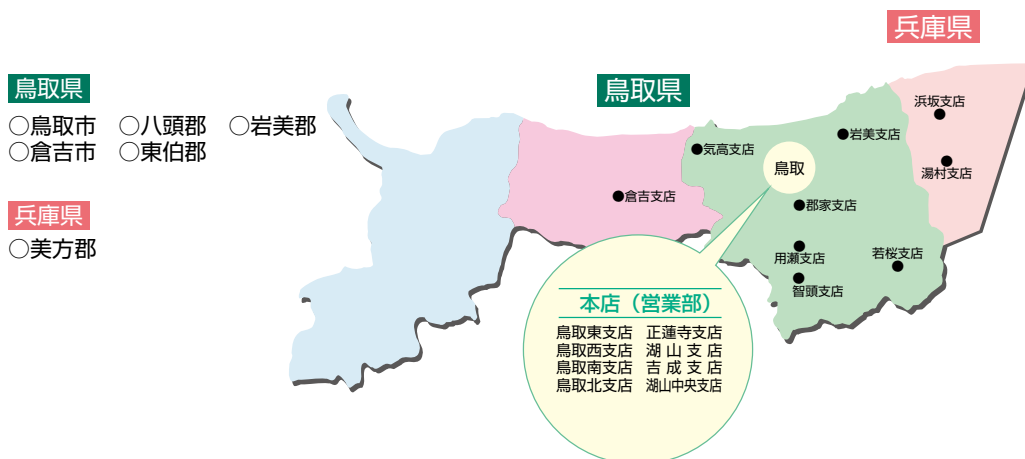 鳥取県
○鳥取市 ○八頭郡 ○岩美郡
○倉吉市 ○東伯郡
兵庫県
○美方郡
兵庫県
鳥取県
浜坂支店
岩美支店
気高支店
鳥取
湯村支店
倉吉支店
郡家支店
用瀬支店
若桜支店
智頭支店
本店（営業部）
鳥取東支店 正蓮寺支店
鳥取西支店 湖山支店
鳥取南支店 吉成支店
鳥取北支店 湖山中央支店